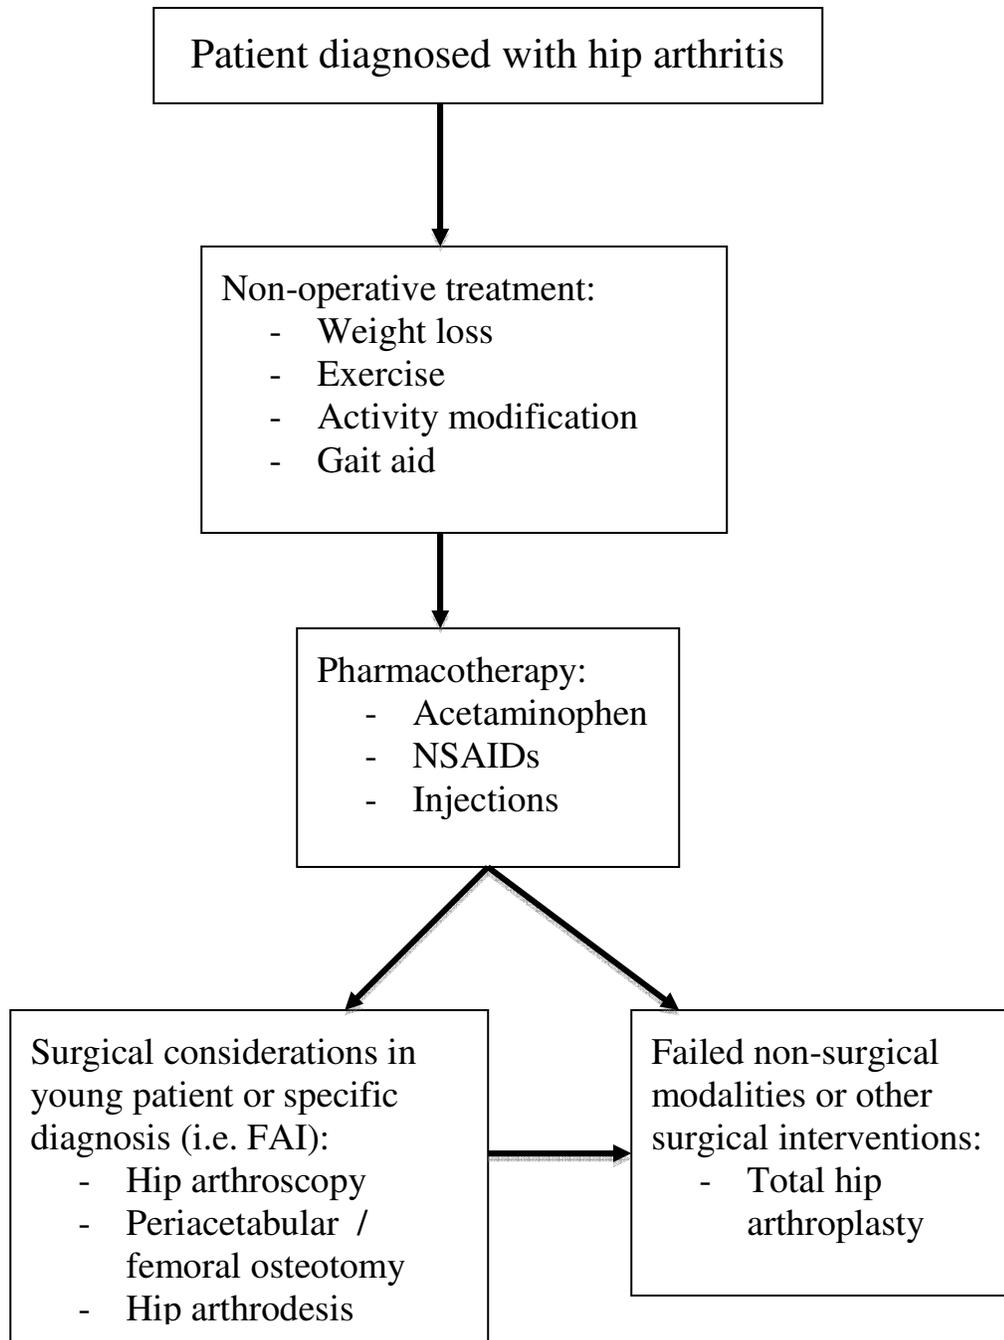 Patient diagnosed with hip arthritis
Non-operative treatment:
- Weight loss
- Exercise
- Activity modification
- Gait aid
Pharmacotherapy:
- Acetaminophen
- NSAIDs
- Injections
Surgical considerations in
young patient or specific
diagnosis (i.e. FAI):
- Hip arthroscopy
- Periacetabular /
femoral osteotomy
- Hip arthrodesis
Failed non-surgical
modalities or other
surgical interventions:
- Total hip
arthroplasty